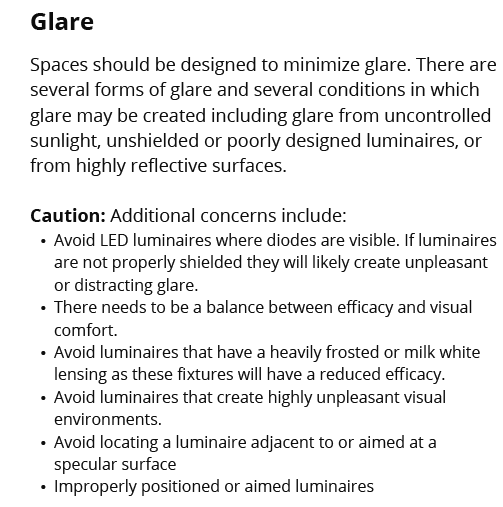 Glare
Spaces should be designed to minimize glare. There are
several forms of glare and several conditions in which
glare may be created including glare from uncontrolled
sunlight, unshielded or poorly designed luminaires, or
from highly reflective surfaces.
Caution: Additional concerns include:
• Avoid LED luminaires where diodes are visible. If luminaires
are not properly shielded they will likely create unpleasant
or distracting glare.
• There needs to be a balance between efficacy and visual
comfort.
• Avoid luminaires that have a heavily frosted or milk white
lensing as these fixtures will have a reduced efficacy.
• Avoid luminaires that create highly unpleasant visual
environments.
• Avoid locating a luminaire adjacent to or aimed at a
specular surface
• Improperly positioned or aimed luminaires